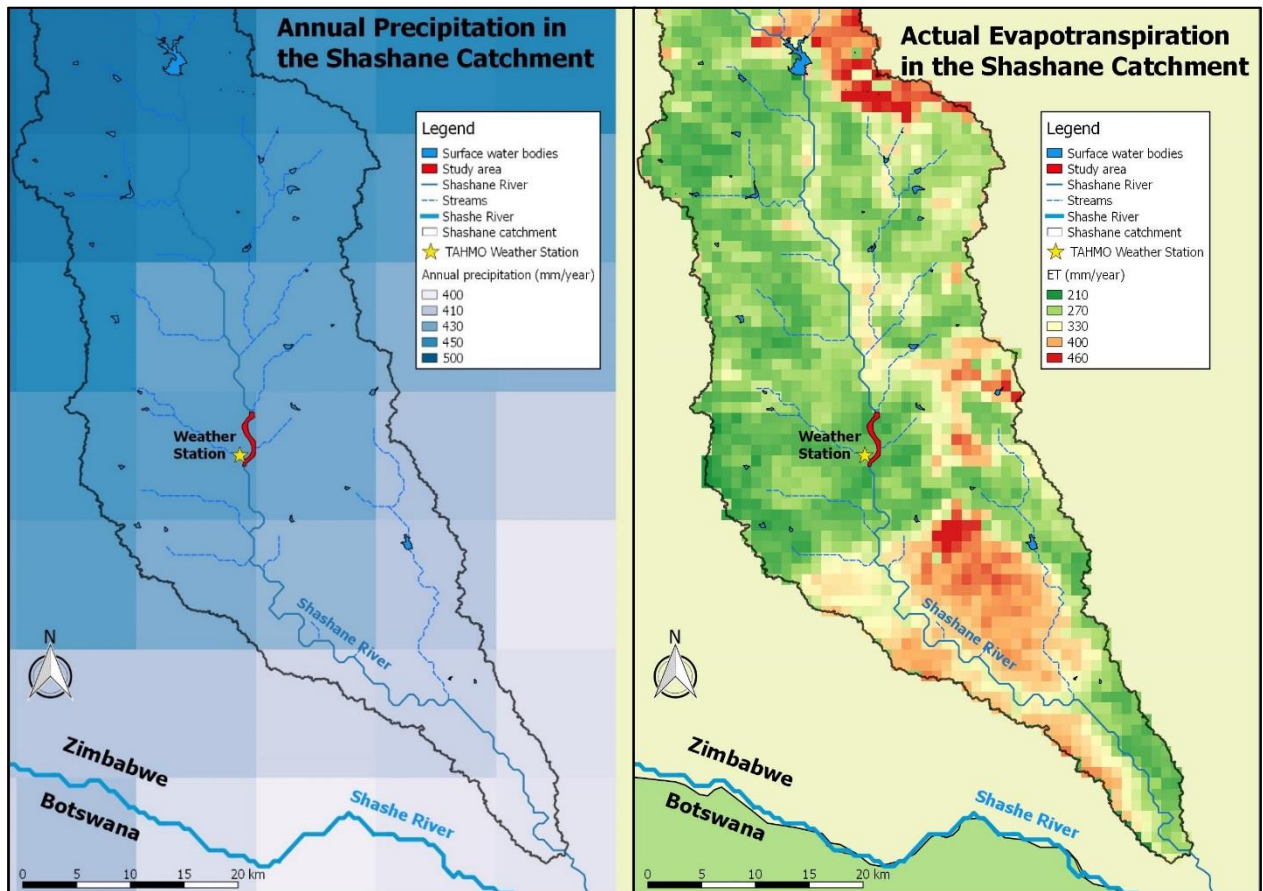 Annual Precipitation in
the Shashane Catchment
Legend
Surface water bodies
Study area
Shashane River
Streams
Shashe River
Shashane catchment
TAHMO Weather Station
Annual precipitation (mm/year)
400
410
430
450
500
Weather
Station
Shashane River
N
Zimbabwe
Botswana
Shashe River
0 5 10 15 20 km
Actual Evapotranspiration
in the Shashane Catchment
Legend
Surface water bodies
Study area
Shashane River
Streams
Shashe River
Shashane catchment
TAHMO Weather Station
ET (mm/year)
210
270
330
400
460
Weather
Station
Shashane River
N
Zimbabwe
Botswana
Shashe River
0 5 10 15 20 km